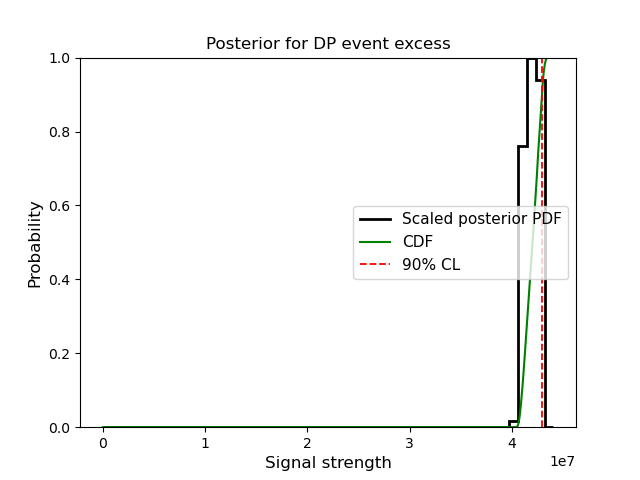 Posterior for DP event excess
1.0
0.8
0.6
0.4
0.2
0.0
Probability
Scaled posterior PDF
CDF
90% CL
0 1 2 3 4
1e7
Signal strength